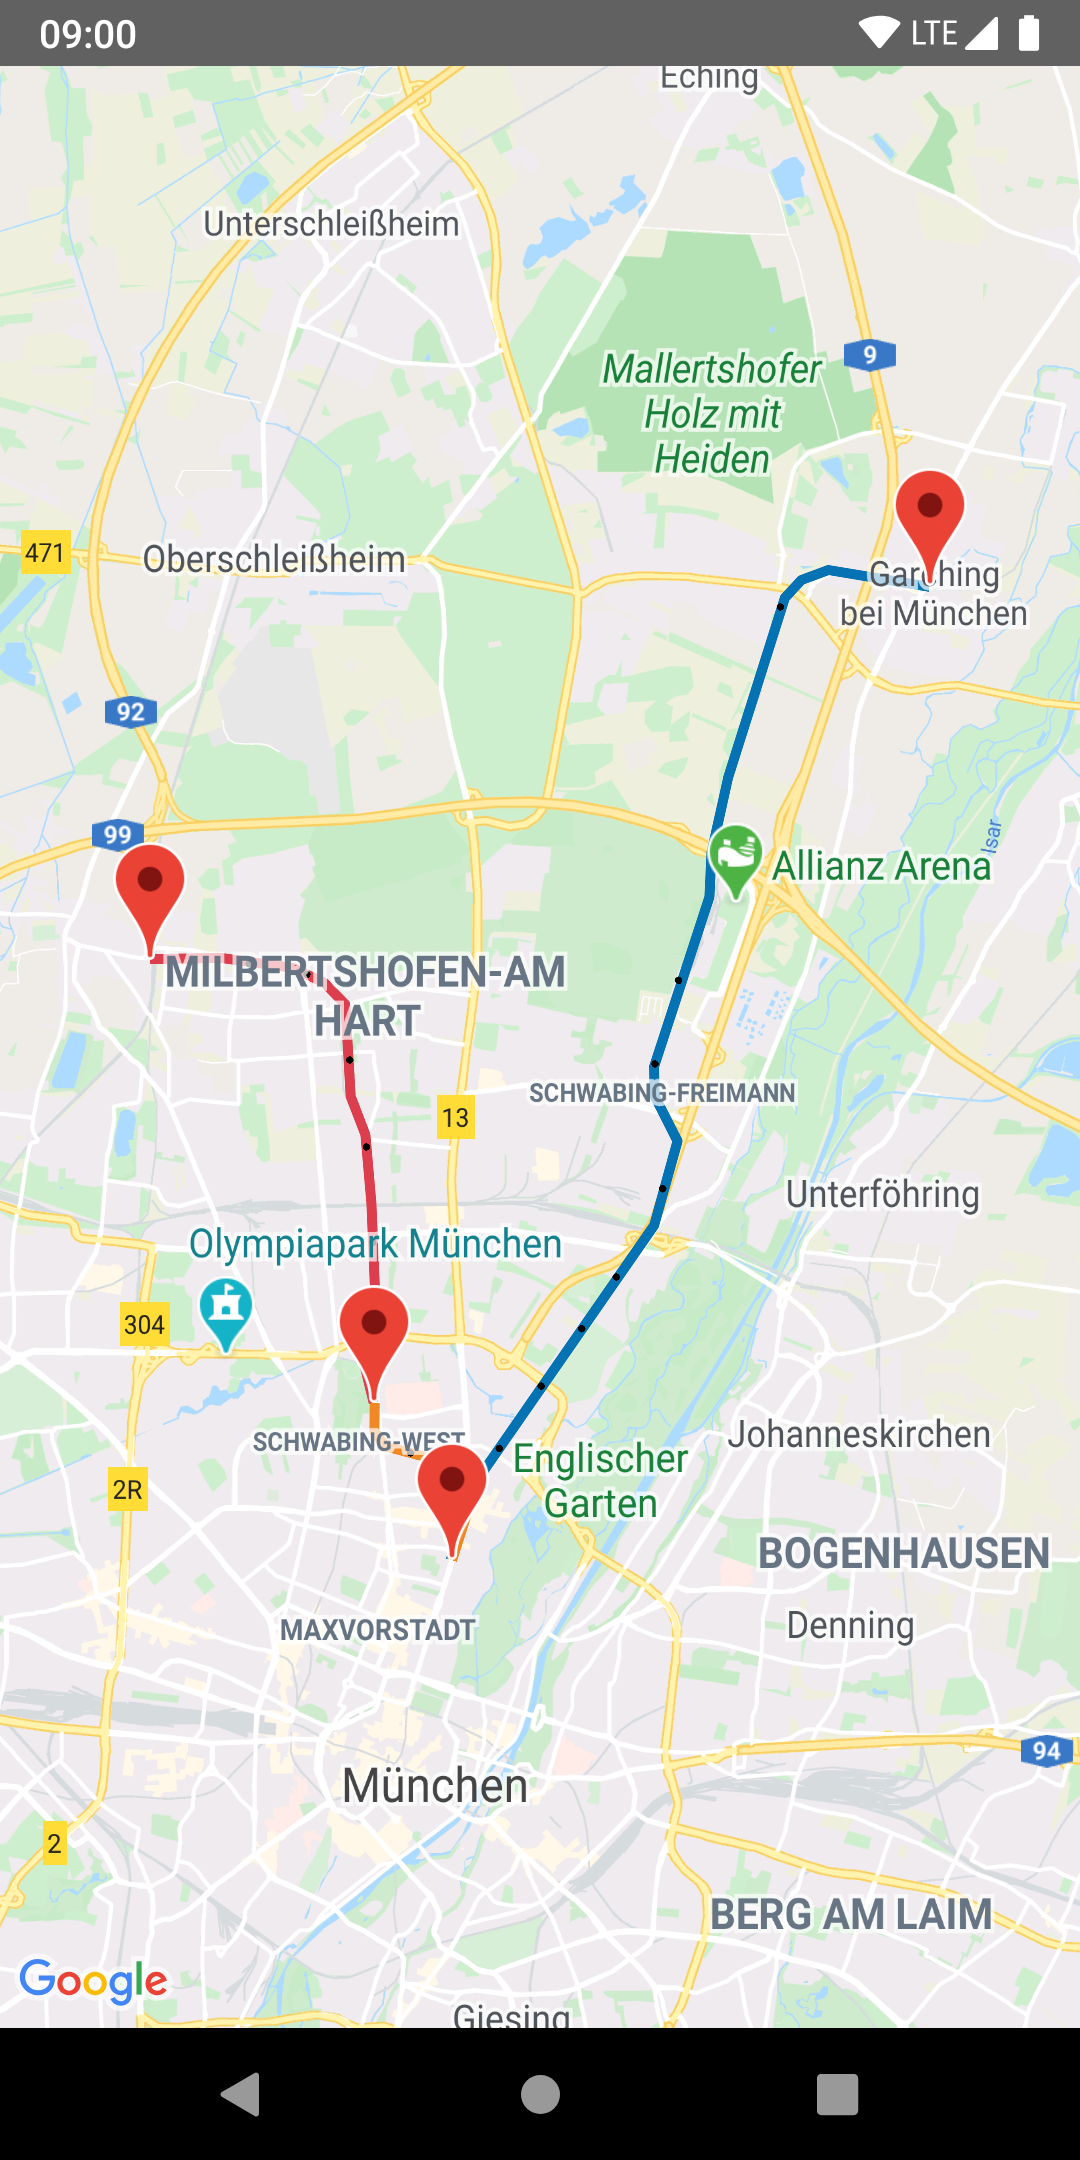 09:00
LTE
Eching
Unterschleißheim
9
Mallertshofer
Holz mit
Heiden
471
Oberschleißheim
Garching
bei München
92
99
Isar
Allianz Arena
MILBERTSHOFEN-AM
HART
SCHWABING-FREIMANN
13
Unterföhring
Olympiapark München
304
SCHWABING-WEST
Johanneskirchen
Englischer
Garten
2R
BOGENHAUSEN
Denning
MAXVORSTADT
94
München
2
BERG AM LAIM
Google
Giesing